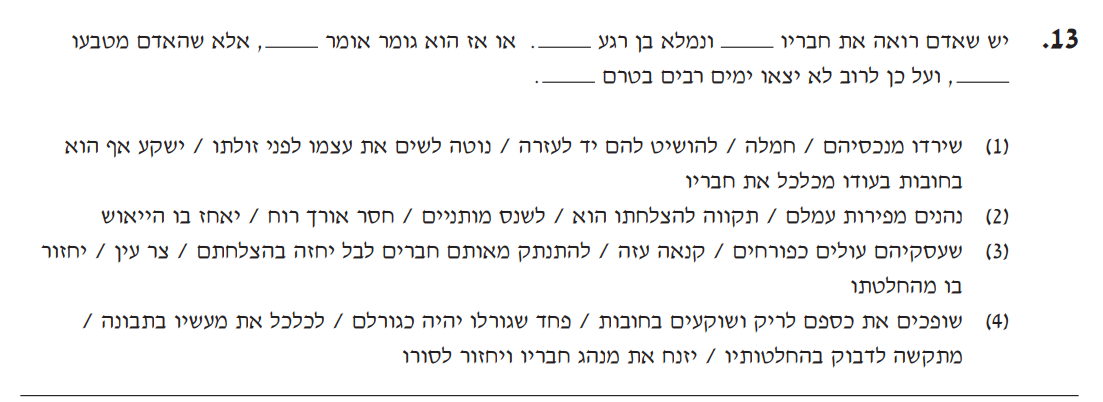 13. יש שאדם רואה את חבריו _____ ונמלא בן רגע _____. או אז הוא גומר אומר _____, אלא שהאדם מטבעו
_____, ועל כן לרוב לא יצאו ימים רבים בטרם _____.
(1) שירדו מנכסיהם / חמלה / להושיט להם יד לעזרה / נוטה לשים את עצמו לפני זולתו / ישקע אף הוא
בחובות בעודו מכלכל את חבריו
(2) נהנים מפירות עמלם / תקווה להצלחתו הוא / לשנס מותניים / חסר אורך רוח / יאחז בו הייאוש
(3) שעסקיהם עולים כפורחים / קנאה עזה / להתנתק מאותם חברים לבל יחזה בהצלחתם / צר עין / יחזור
בו מהחלטתו
(4) שופכים את כספם לריק ושוקעים בחובות / פחד שגורלו יהיה כגורלם / לכלכל את מעשיו בתבונה /
מתקשה לדבוק בהחלטותיו / יזנח את מנהג חבריו ויחזור לסורו